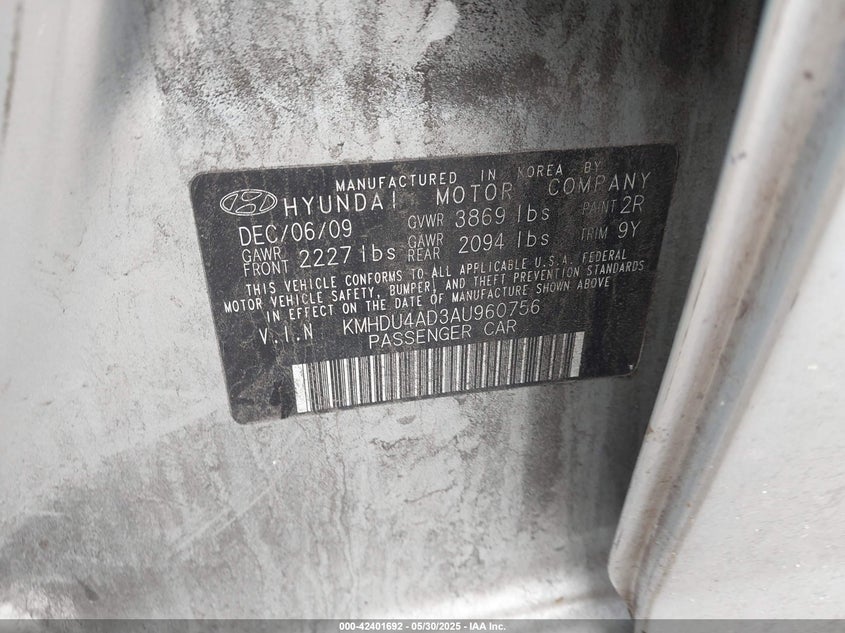 MANUFACTURED IN KOREA BY
HYUNDAI MOTOR COMPANY
DEC/06/09 GVWR 3869 lbs PAINT 2R
GAWR FRONT 2227 lbs GAWR REAR 2094 lbs TRIM 9Y
THIS VEHICLE CONFORMS TO ALL APPLICABLE U.S.A. FEDERAL
MOTOR VEHICLE SAFETY, BUMPER, AND THEFT PREVENTION STANDARDS
IN EFFECT ON THE DATE OF MANUFACTURE SHOWN ABOVE
V.I.N KMHDU4AD3AU960756
PASSENGER CAR
000-42401692 - 05/30/2025 - IAA Inc.